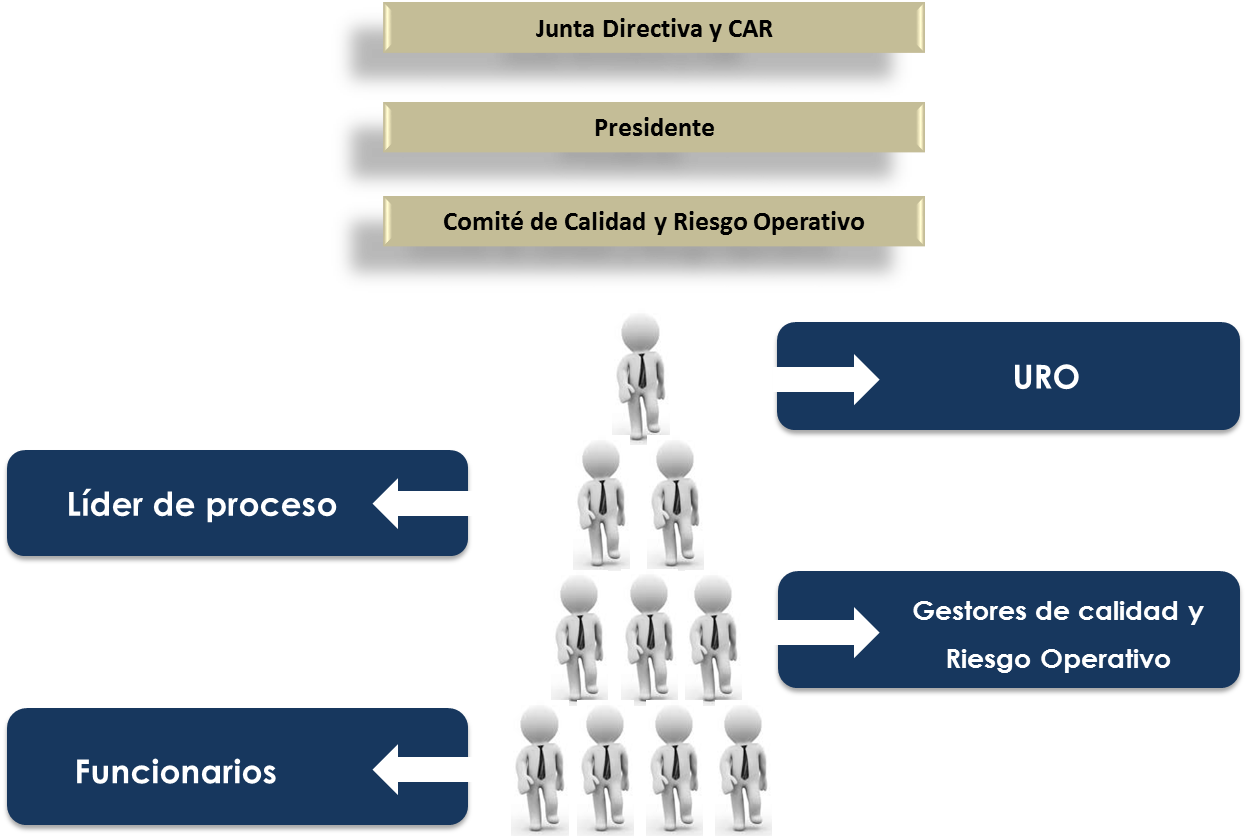 Junta Directiva y CAR
Presidente
Comité de Calidad y Riesgo Operativo
URO
Líder de proceso
Gestores de calidad y
Riesgo Operativo
Funcionarios